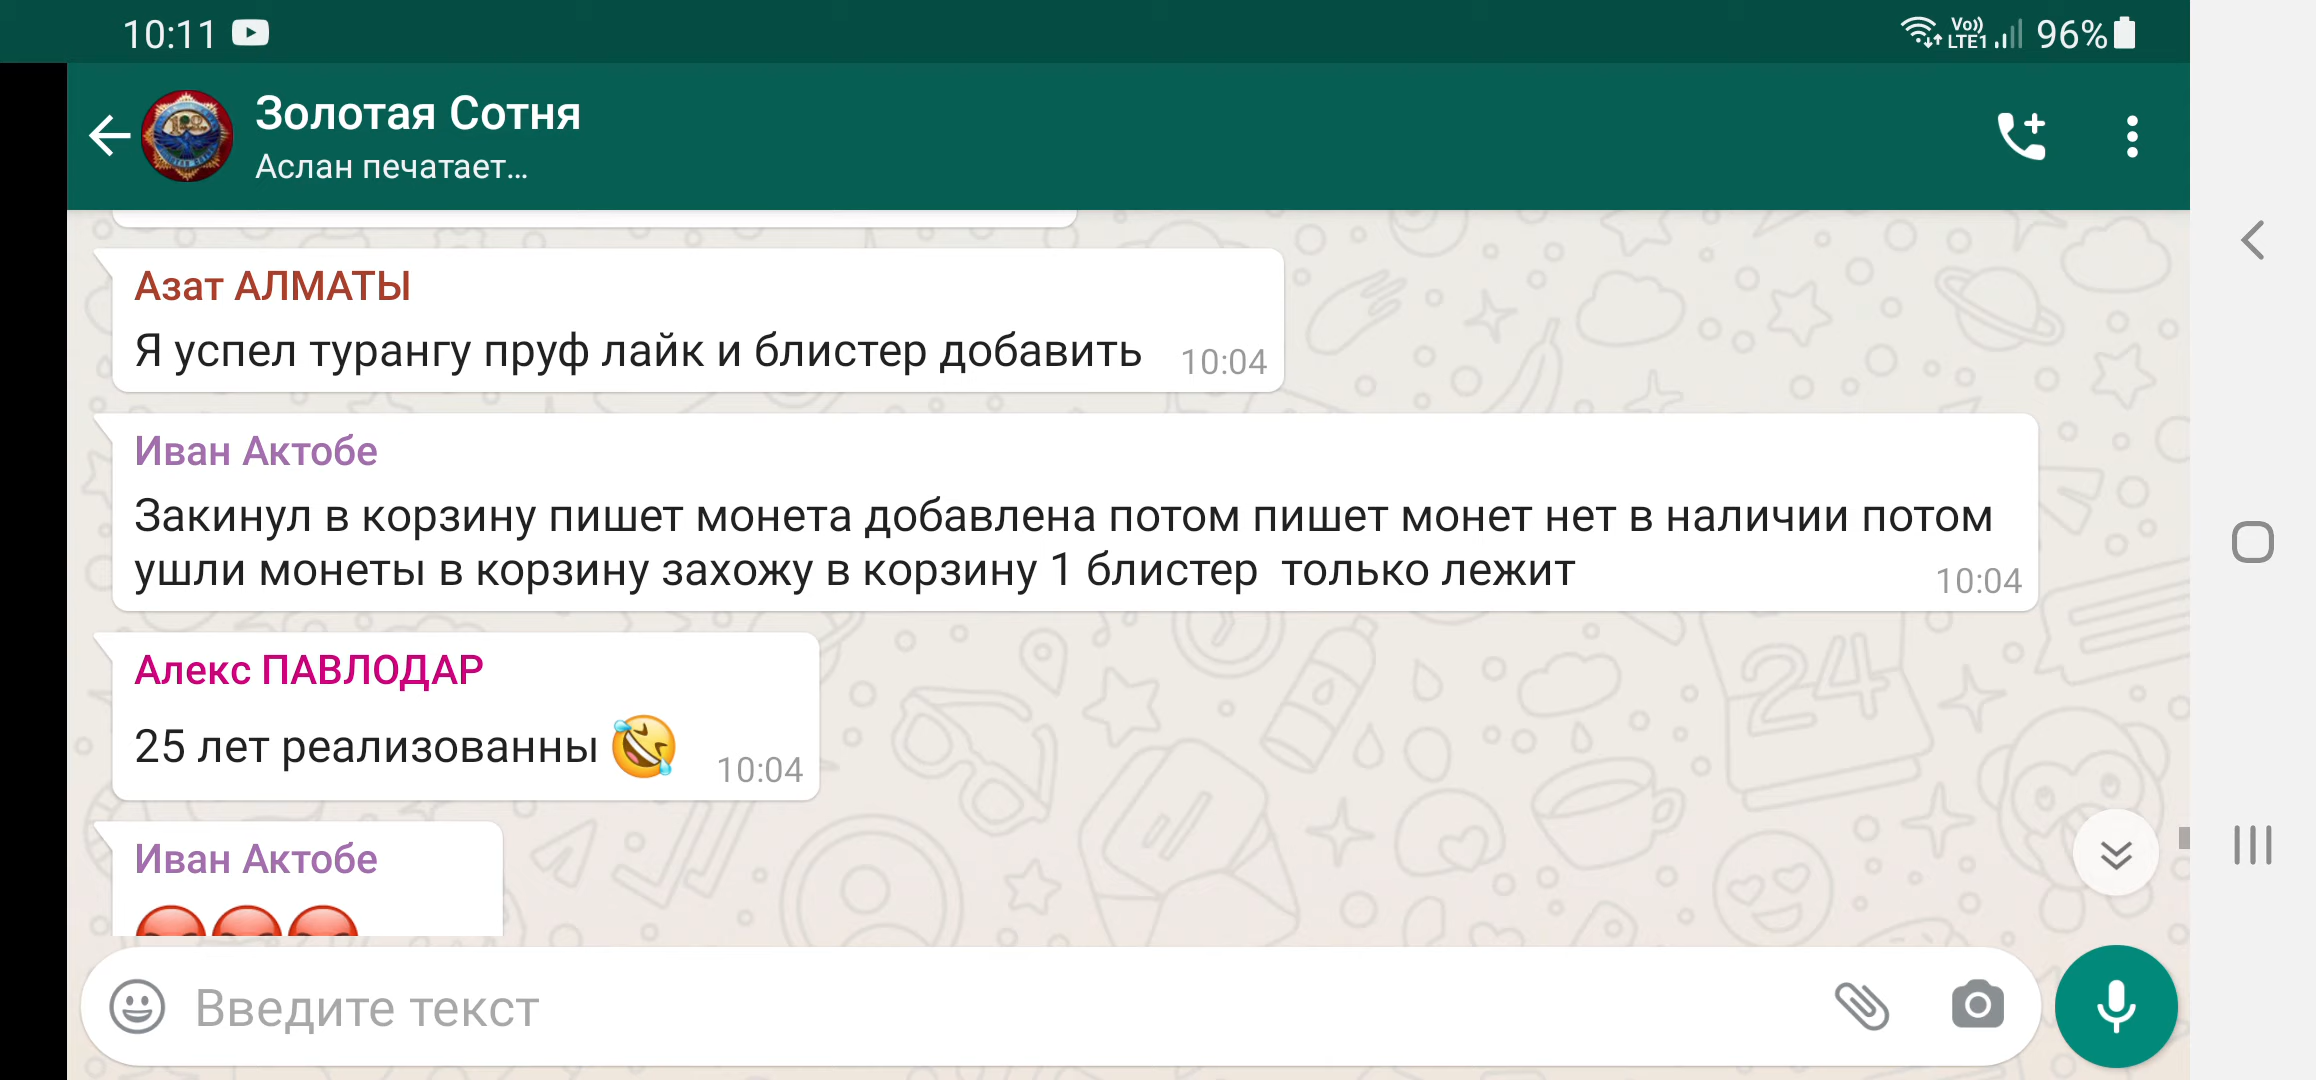 10:11
Vo)) LTE1 96%
Золотая Сотня
Аслан печатает...
Азат АЛМАТЫ
Я успел турангу пруф лайк и блистер добавить 10:04
Иван Актобе
Закинул в корзину пишет монета добавлена потом пишет монет нет в наличии потом
ушли монеты в корзину захожу в корзину 1 блистер  только лежит 10:04
Алекс ПАВЛОДАР
25 лет реализованны 🤣 10:04
Иван Актобе
Введите текст